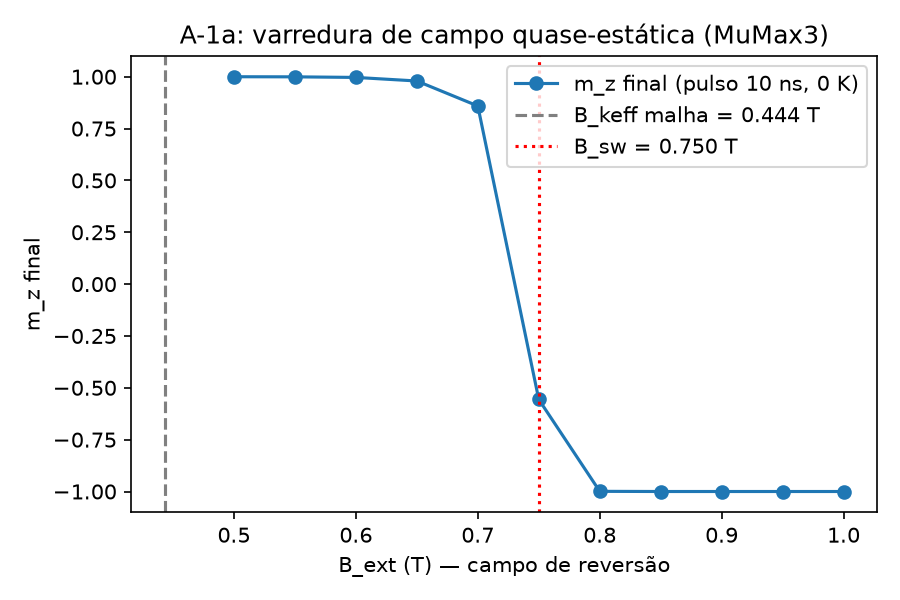 A-1a: varredura de campo quase-estática (MuMax3)
m_z final (pulso 10 ns, 0 K)
B_keff malha = 0.444 T
B_sw = 0.750 T
m_z final
1.00
0.75
0.50
0.25
0.00
−0.25
−0.50
−0.75
−1.00
0.5 0.6 0.7 0.8 0.9 1.0
B_ext (T) — campo de reversão